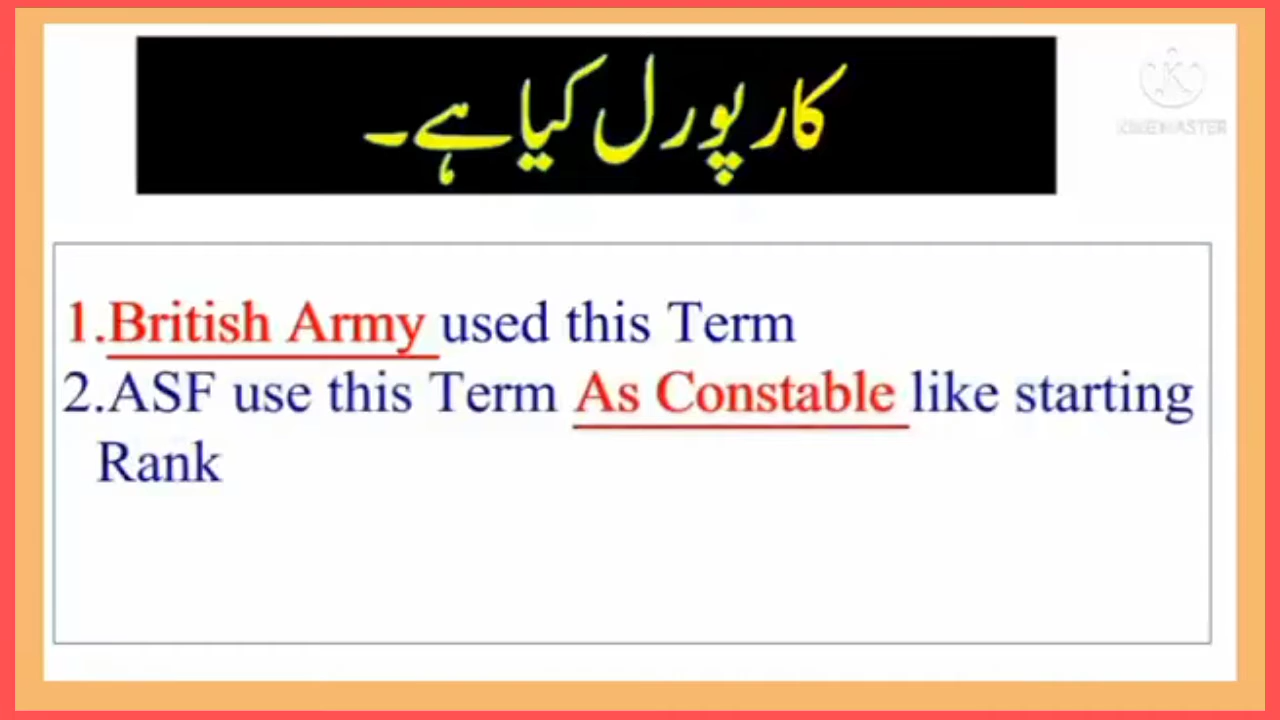 کارپورل کیا ہے۔
KINEMASTER
1.British Army used this Term
2.ASF use this Term As Constable like starting
Rank